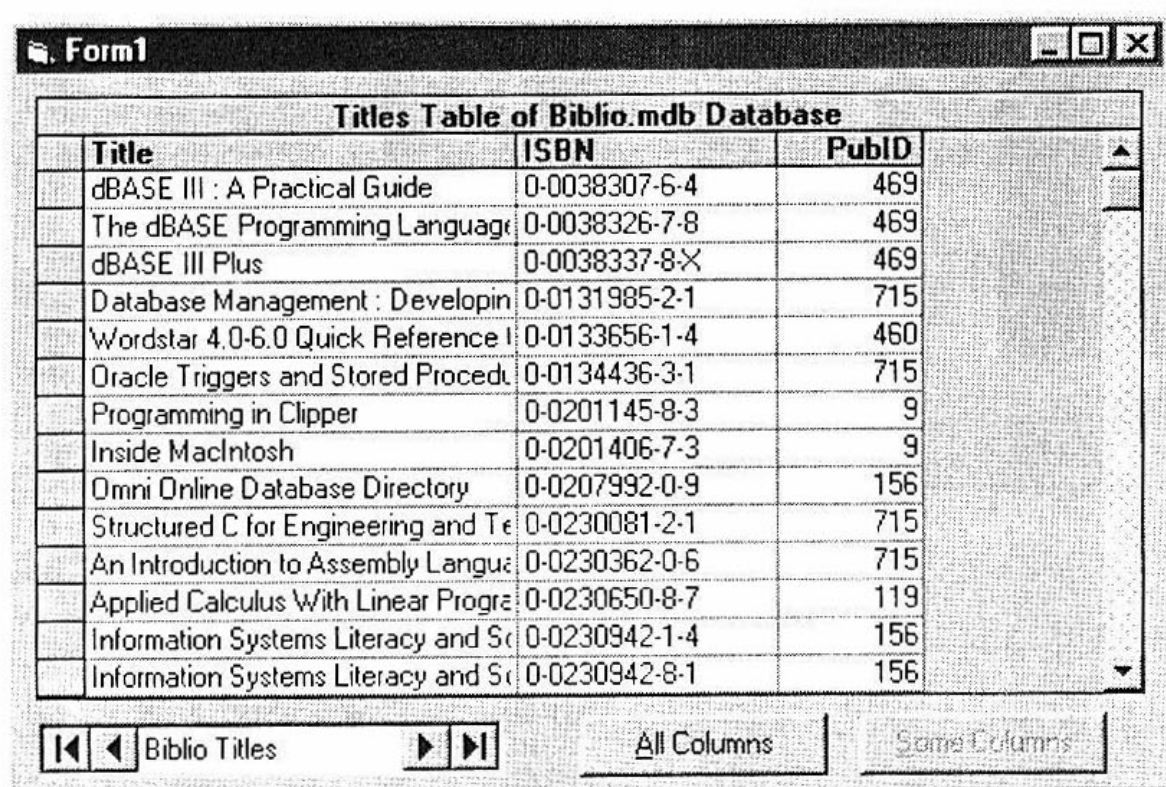 Form1
Titles Table of Biblio.mdb Database
Title ISBN PubID
dBASE III : A Practical Guide 0-0038307-6-4 469
The dBASE Programming Language 0-0038326-7-8 469
dBASE III Plus 0-0038337-8-X 469
Database Management : Developin 0-0131985-2-1 715
Wordstar 4.0-6.0 Quick Reference 0-0133656-1-4 460
Oracle Triggers and Stored Procedu 0-0134436-3-1 715
Programming in Clipper 0-0201145-8-3 9
Inside MacIntosh 0-0201406-7-3 9
Omni Online Database Directory 0-0207992-0-9 156
Structured C for Engineering and Te 0-0230081-2-1 715
An Introduction to Assembly Langua 0-0230362-0-6 715
Applied Calculus With Linear Progra 0-0230650-8-7 119
Information Systems Literacy and So 0-0230942-1-4 156
Information Systems Literacy and So 0-0230942-8-1 156
Biblio Titles All Columns Some Columns